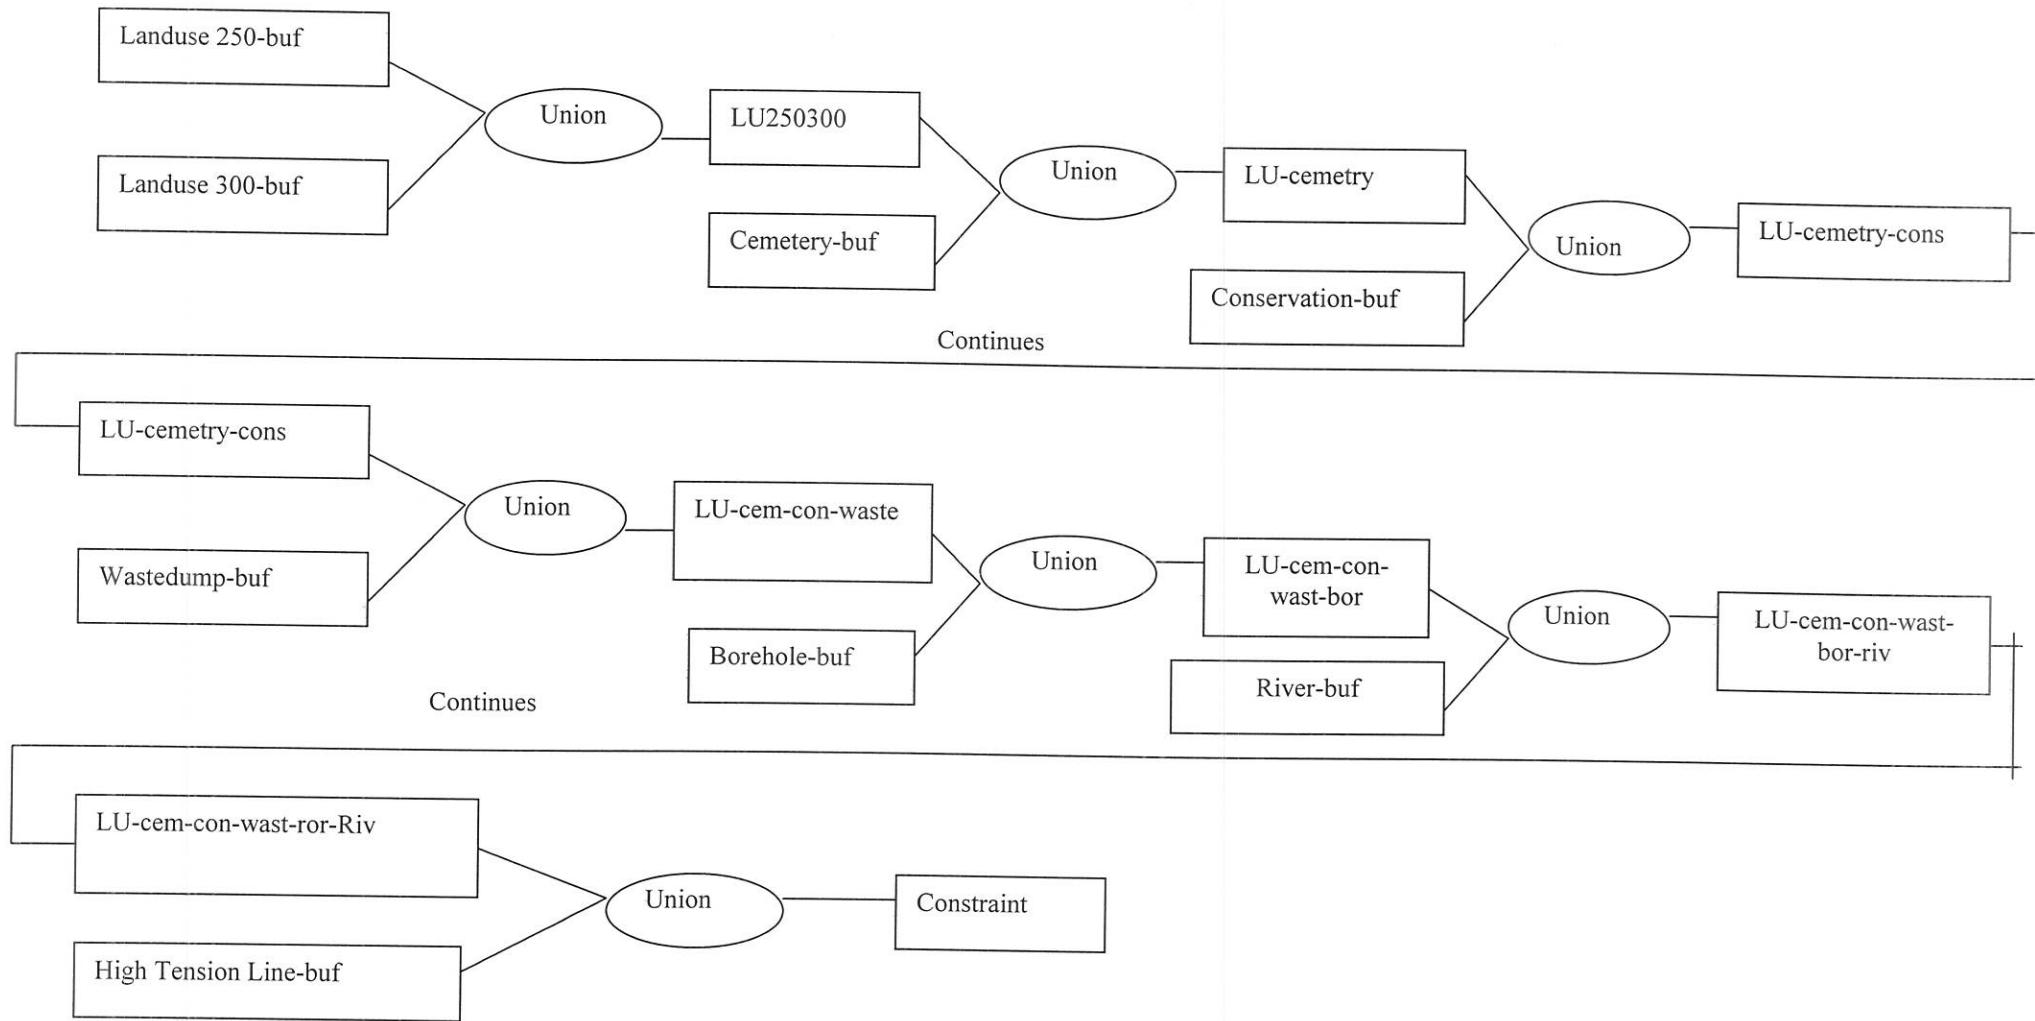 Landuse 250-buf
Union
LU250300
Landuse 300-buf
Union
LU-cemetry
Cemetery-buf
Union
LU-cemetry-cons
Conservation-buf
Continues
LU-cemetry-cons
Union
LU-cem-con-waste
Wastedump-buf
Union
LU-cem-con-
wast-bor
Borehole-buf
Union
LU-cem-con-wast-
bor-riv
River-buf
Continues
LU-cem-con-wast-ror-Riv
Union
Constraint
High Tension Line-buf